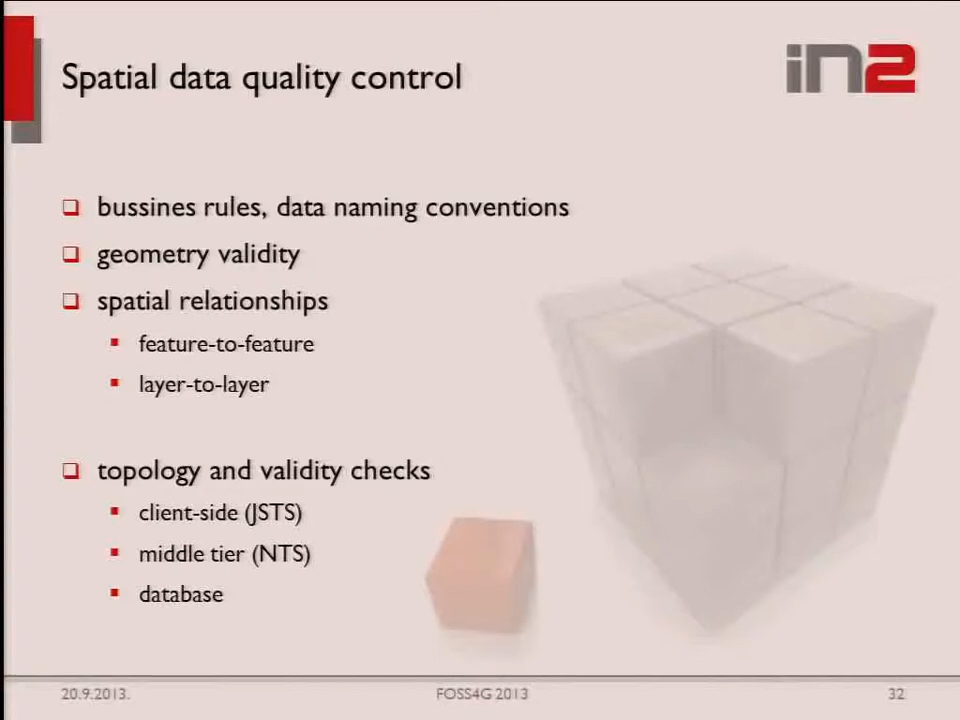 Spatial data quality control
in2
bussines rules, data naming conventions
geometry validity
spatial relationships
feature-to-feature
layer-to-layer
topology and validity checks
client-side (JSTS)
middle tier (NTS)
database
20.9.2013.
FOSS4G 2013
32